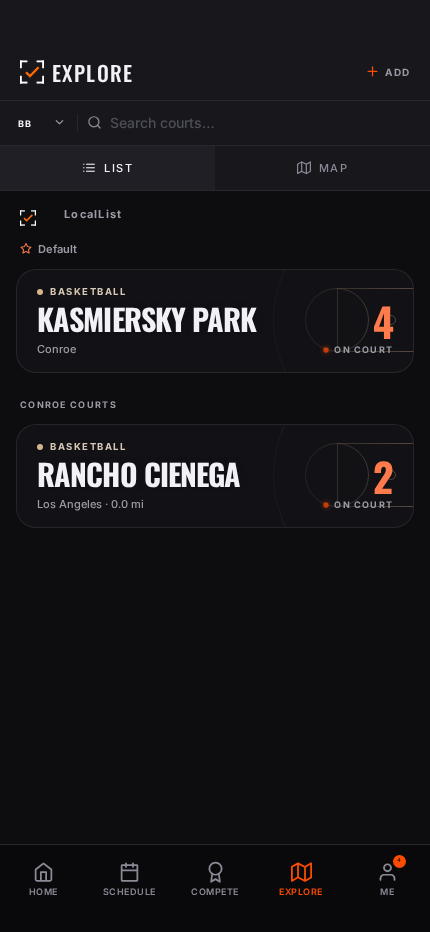 EXPLORE
ADD
BB
Search courts...
LIST
MAP
LocalList
Default
BASKETBALL
KASMIERSKY PARK
Conroe
4
ON COURT
CONROE COURTS
BASKETBALL
RANCHO CIENEGA
Los Angeles · 0.0 mi
2
ON COURT
HOME
SCHEDULE
COMPETE
EXPLORE
ME